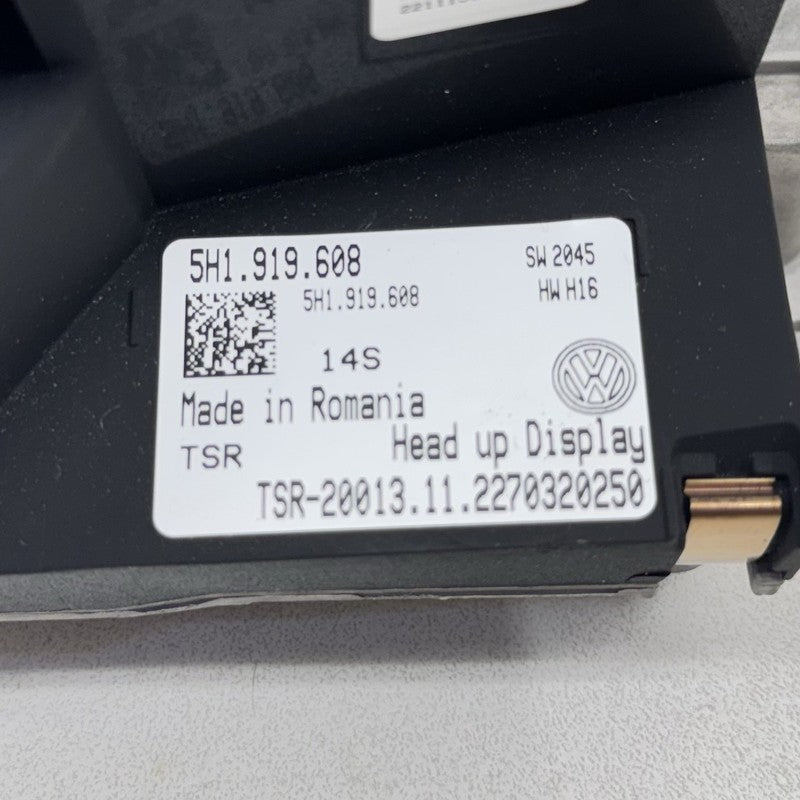 5H1.919.608
SW 2045
5H1.919.608
HW H16
14S
Made in Romania
TSR
Head up Display
TSR-20013.11.2270320250